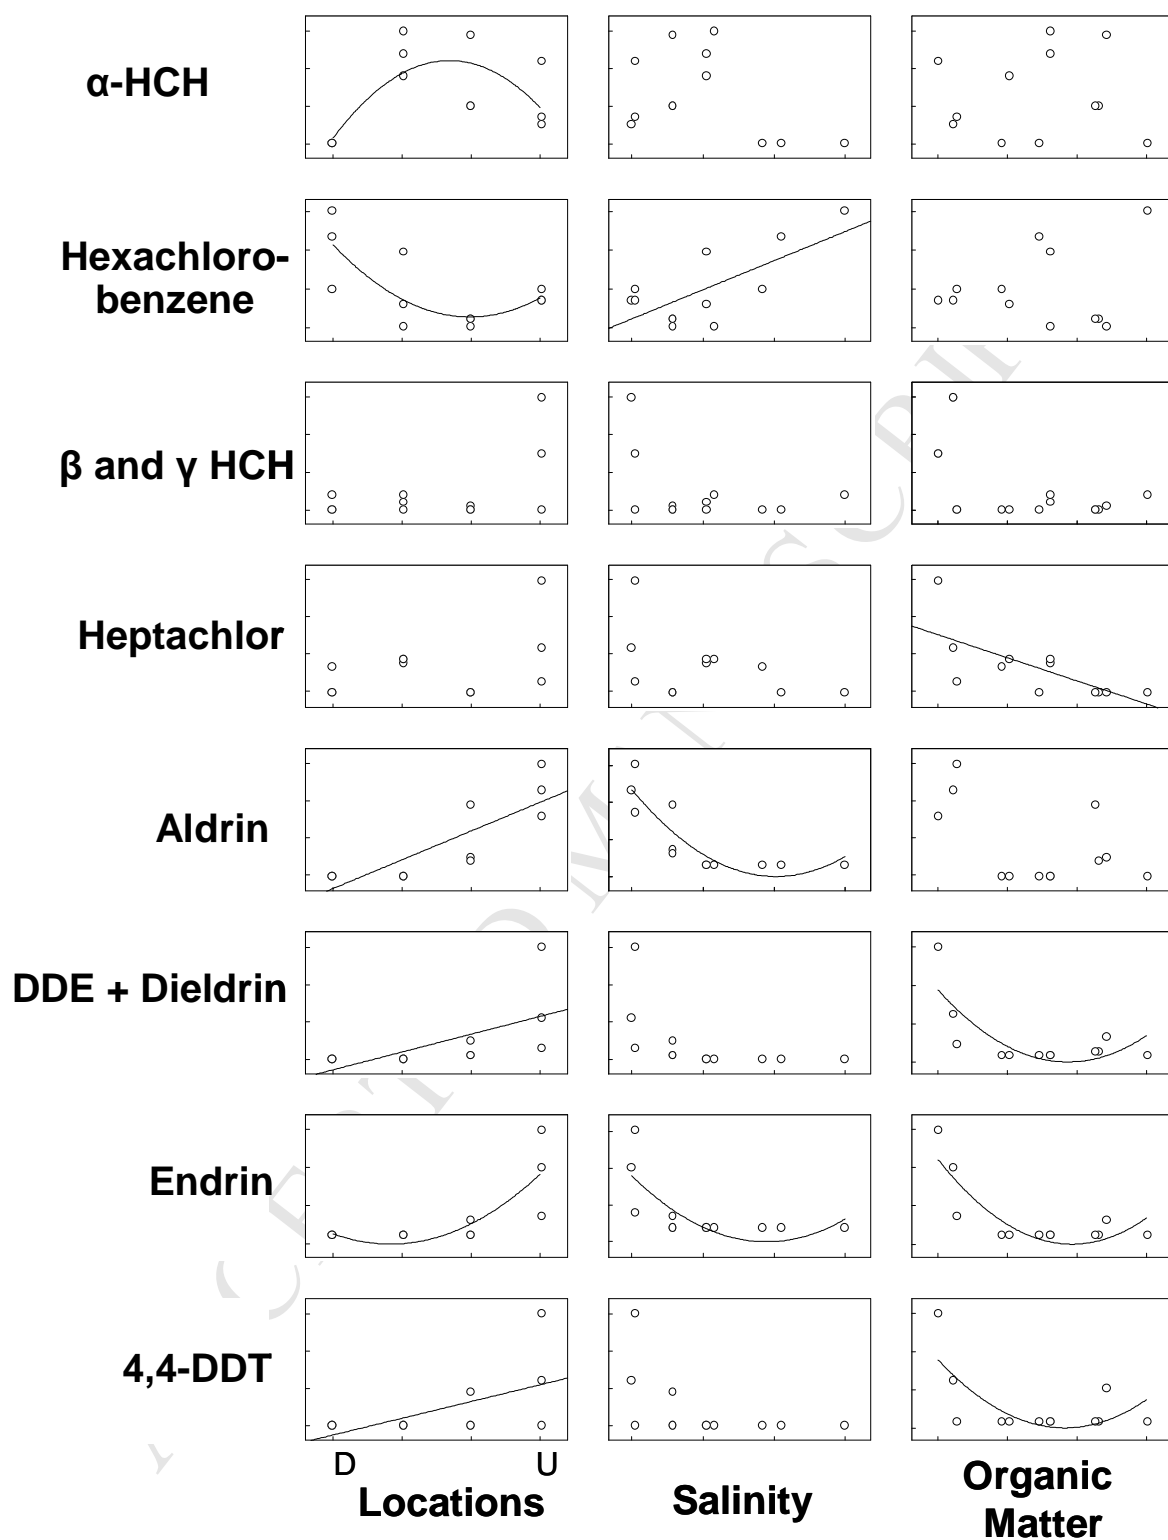 α-HCH
Hexachloro-
benzene
β and γ HCH
Heptachlor
Aldrin
DDE + Dieldrin
Endrin
4,4-DDT
D
U
Locations
Salinity
Organic
Matter